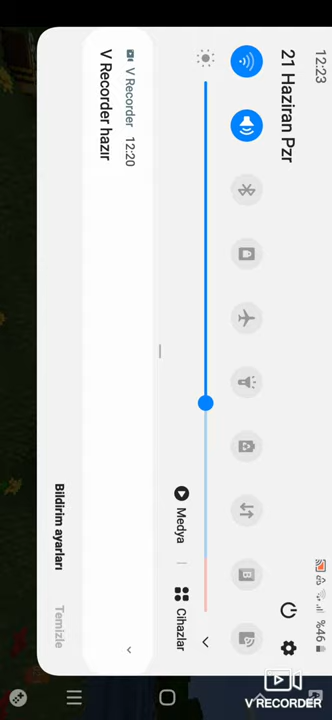 12:23
%46
21 Haziran Pzr
Medya
Cihazlar
V Recorder 12:20
V Recorder hazır
Bildirim ayarları
Temizle
V RECORDER